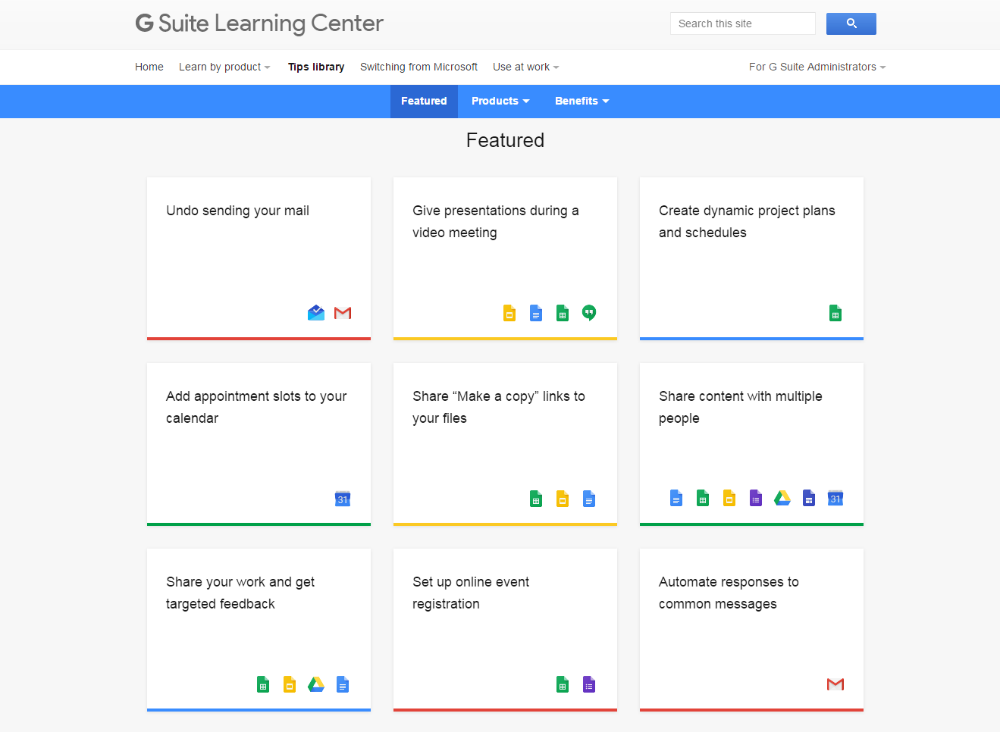 G Suite Learning Center
Search this site
Home Learn by product Tips library Switching from Microsoft Use at work For G Suite Administrators
Featured Products Benefits
Featured
Undo sending your mail
Give presentations during a
video meeting
Create dynamic project plans
and schedules
Add appointment slots to your
calendar
31
Share “Make a copy” links to
your files
Share content with multiple
people
31
Share your work and get
targeted feedback
Set up online event
registration
Automate responses to
common messages